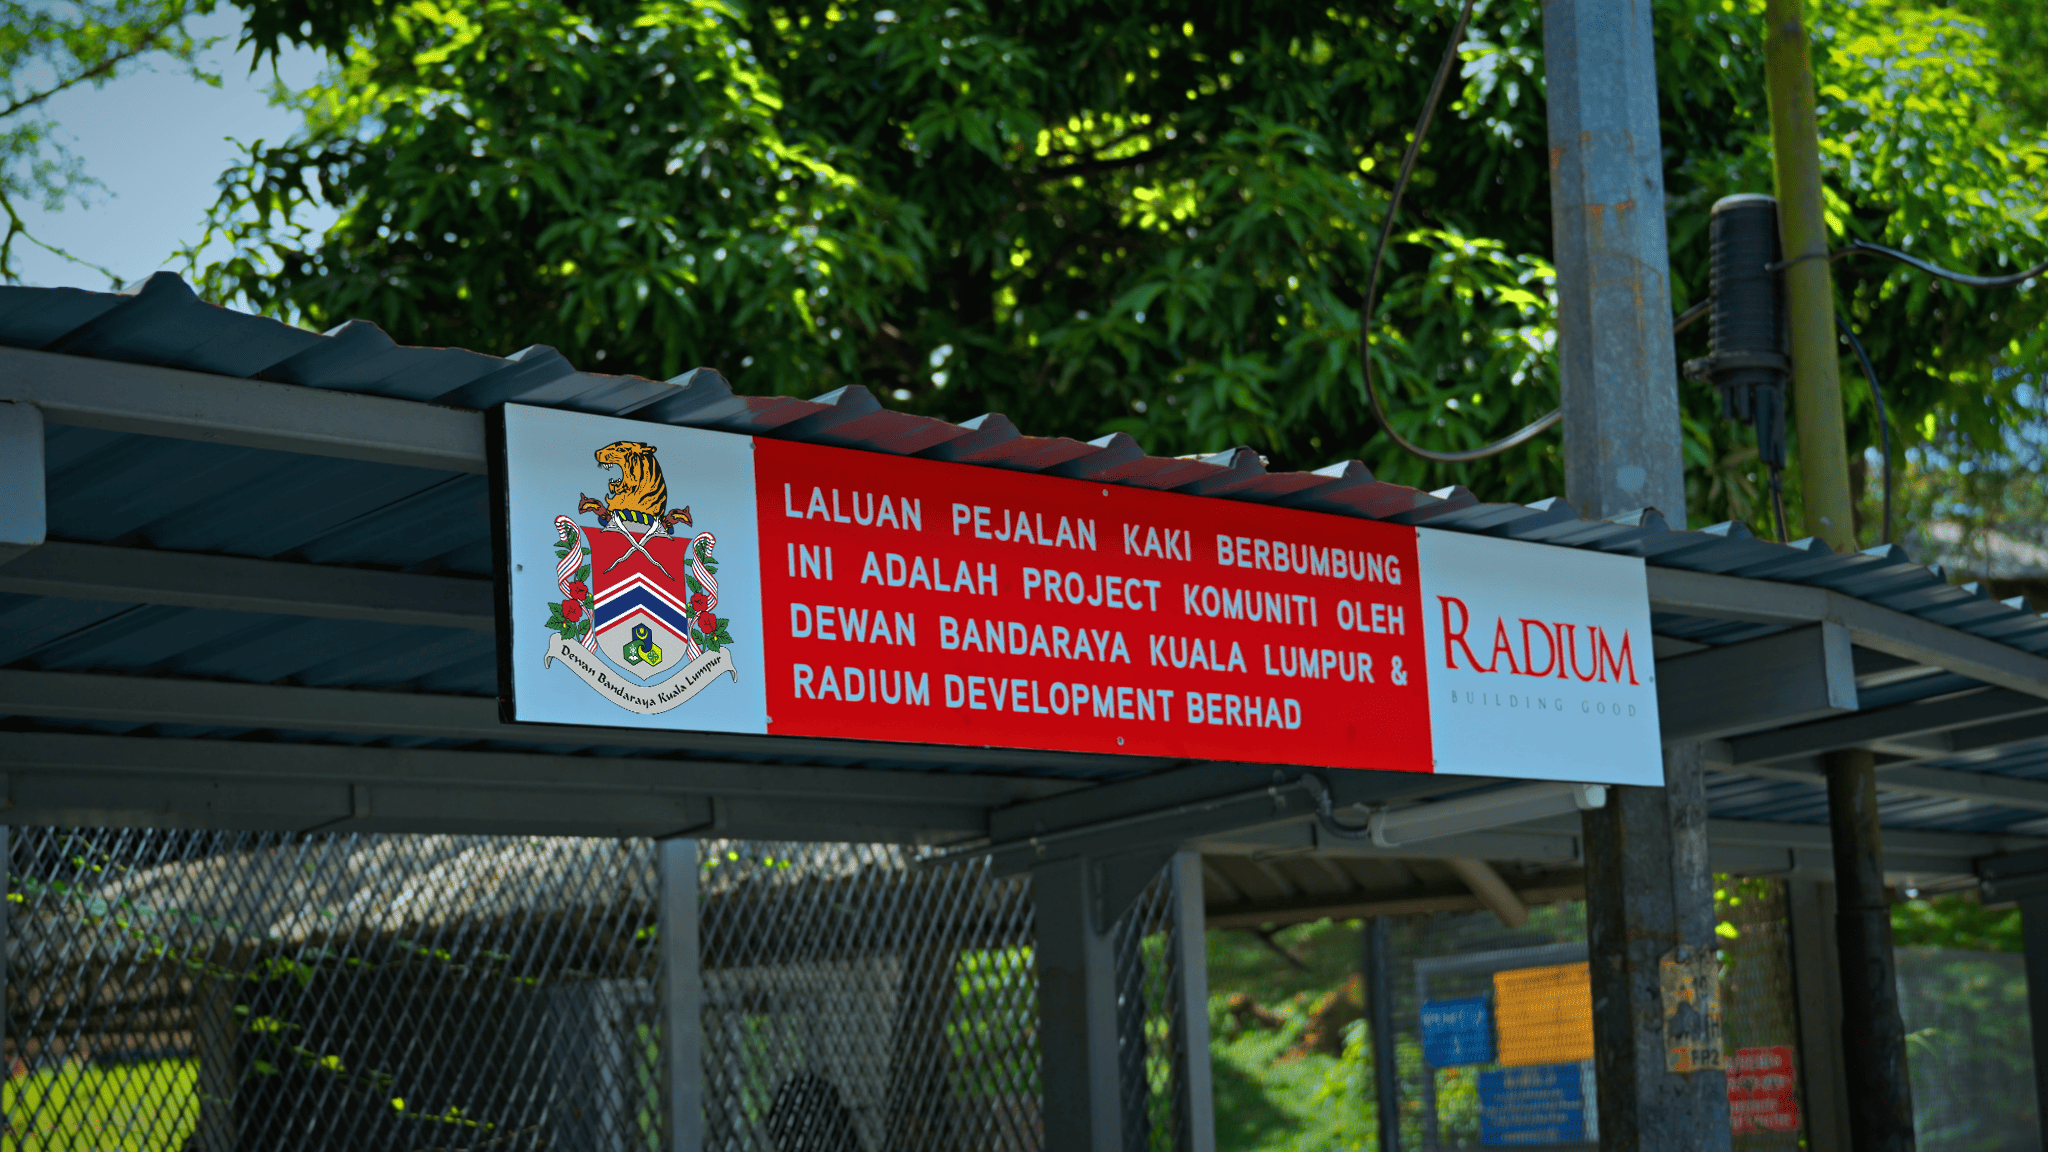 Dewan Bandaraya Kuala Lumpur
LALUAN PEJALAN KAKI BERBUMBUNG
INI ADALAH PROJECT KOMUNITI OLEH
DEWAN BANDARAYA KUALA LUMPUR &
RADIUM DEVELOPMENT BERHAD
RADIUM
BUILDING GOOD